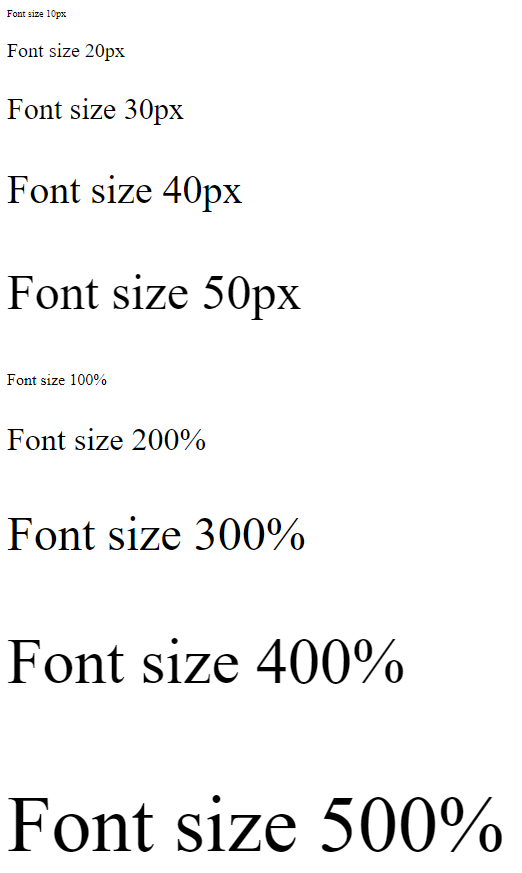 Font size 10px
Font size 20px
Font size 30px
Font size 40px
Font size 50px
Font size 100%
Font size 200%
Font size 300%
Font size 400%
Font size 500%